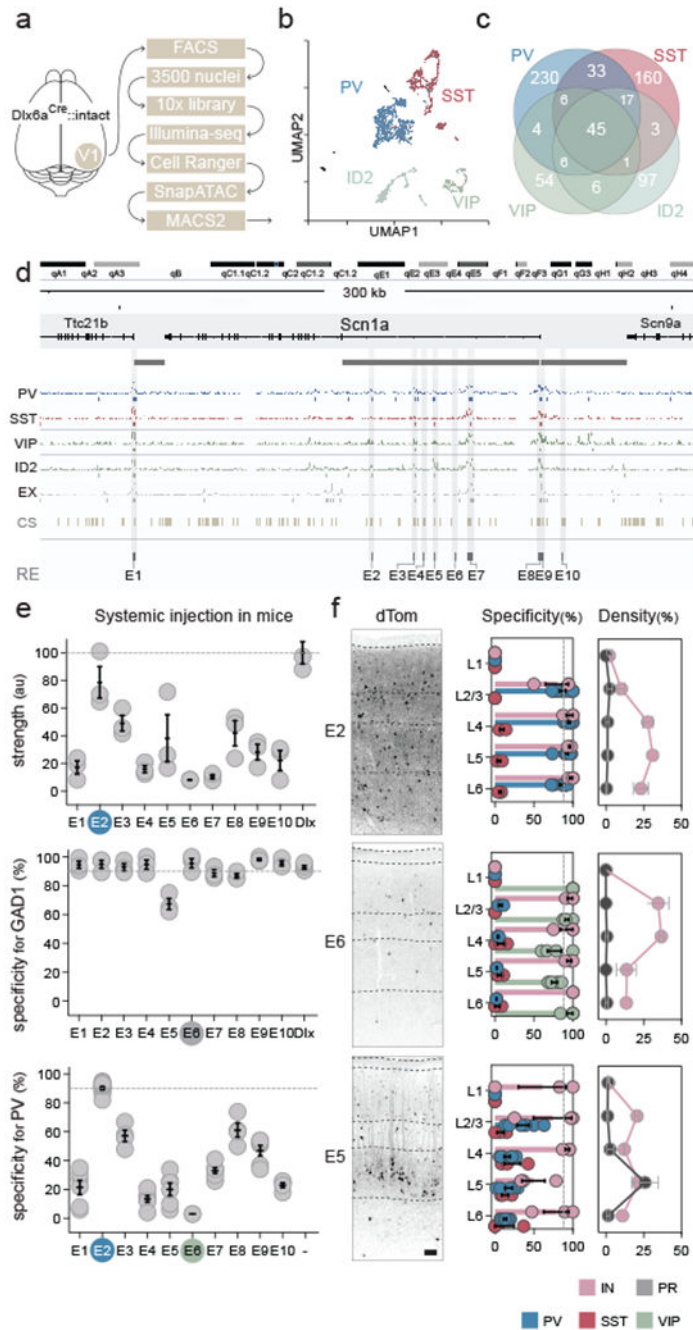 a
Dlx6a^Cre::intact
V1
FACS
3500 nuclei
10x library
Illumina-seq
Cell Ranger
SnapATAC
MACS2
b
UMAP2
PV
SST
ID2
VIP
UMAP1
c
PV
SST
230
33
160
6
17
4
45
3
6
1
54
6
97
VIP
ID2
d
qA1 qA2 qA3 qB qC1.1 qC1.2 qC2 qC1.2 qC1.2 qE1 qE2 qE3 qE4 qE5 qF1 qF2 qF3 qG1 qG3 qH1 qH2 qH3 qH4
300 kb
Ttc21b Scn1a Scn9a
PV
SST
VIP
ID2
EX
CS
RE
E1 E2 E3 E4 E5 E6 E7 E8 E9 E10
e Systemic injection in mice
strength (au)
100
80
60
40
20
0
E1 E2 E3 E4 E5 E6 E7 E8 E9 E10 Dlx
specificity for GAD1 (%)
100
80
60
40
20
0
E1 E2 E3 E4 E5 E6 E7 E8 E9 E10 Dlx
specificity for PV (%)
100
80
60
40
20
0
E1 E2 E3 E4 E5 E6 E7 E8 E9 E10 -
f dTom Specificity(%) Density(%)
E2
L1
L2/3
L4
L5
L6
0 50 100
0 25 50
E6
L1
L2/3
L4
L5
L6
0 50 100
0 25 50
E5
L1
L2/3
L4
L5
L6
0 50 100
0 25 50
IN PR
PV SST VIP